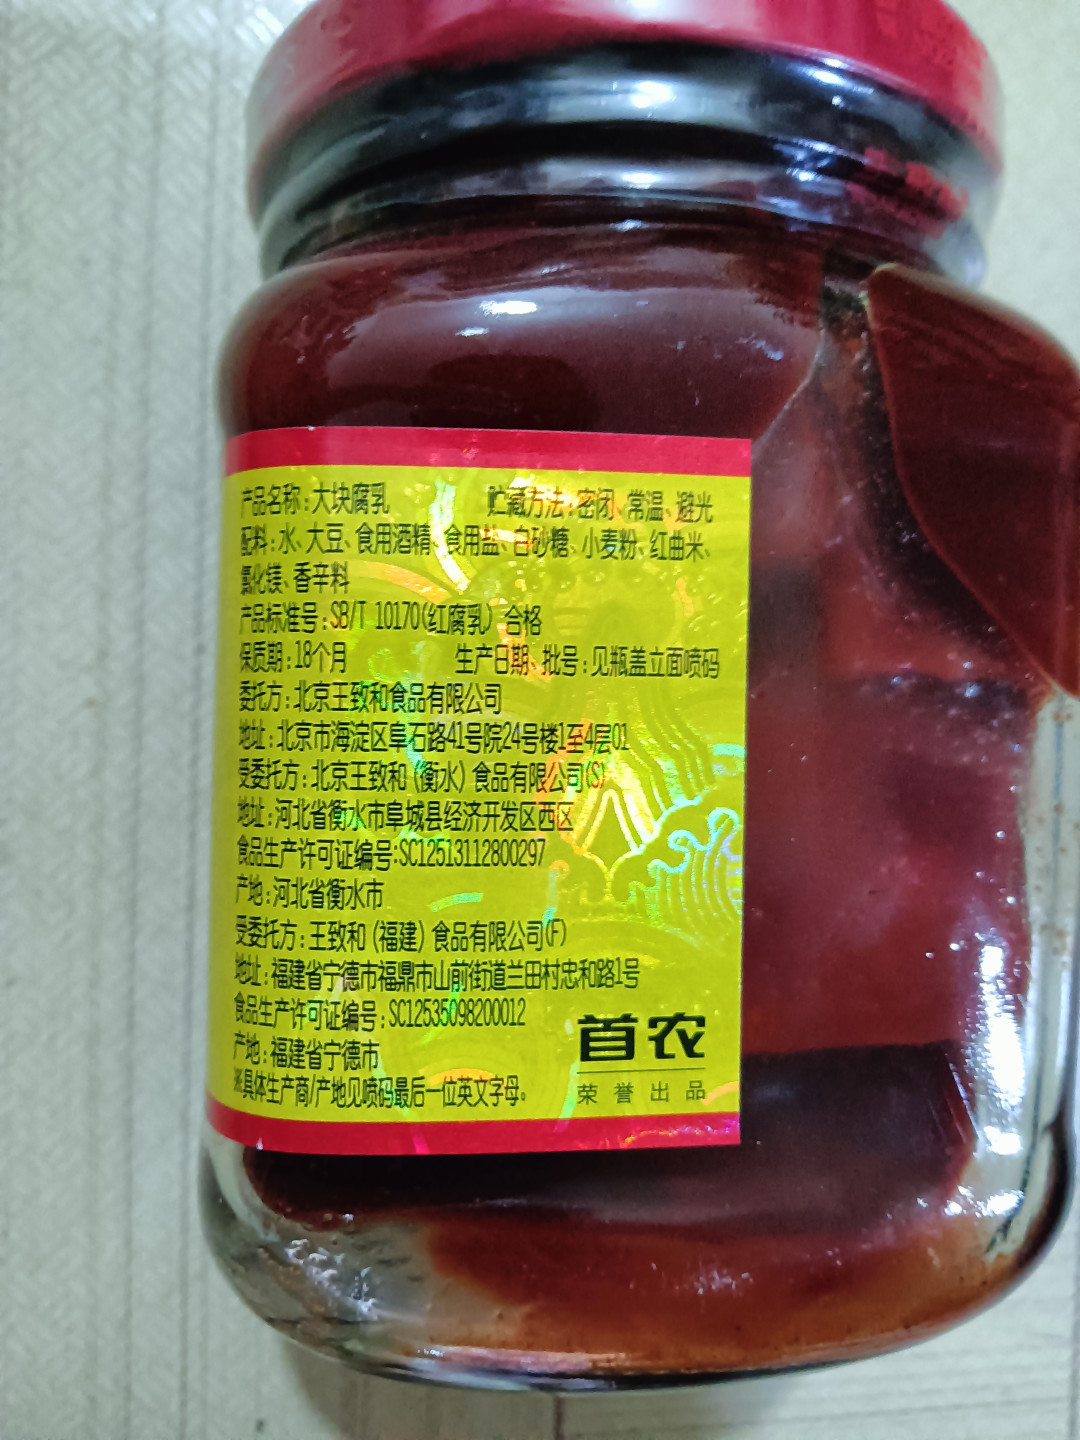 产品名称:大块腐乳 贮藏方法:密闭、常温、避光
配料:水、大豆、食用酒精、食用盐、白砂糖、小麦粉、红曲米、
氯化镁、香辛料
产品标准号:SB/T 10170(红腐乳) 合格
保质期:18个月 生产日期、批号:见瓶盖立面喷码
委托方:北京王致和食品有限公司
地址:北京市海淀区阜石路41号院24号楼1至4层01
受委托方:北京王致和(衡水)食品有限公司(S)
地址:河北省衡水市阜城县经济开发区西区
食品生产许可证编号:SC12513112800297
产地:河北省衡水市
受委托方:王致和(福建)食品有限公司(F)
地址:福建省宁德市福鼎市山前街道兰田村忠和路1号
食品生产许可证编号:SC12535098200012
产地:福建省宁德市
※具体生产商/产地见喷码最后一位英文字母。
首农
荣誉出品